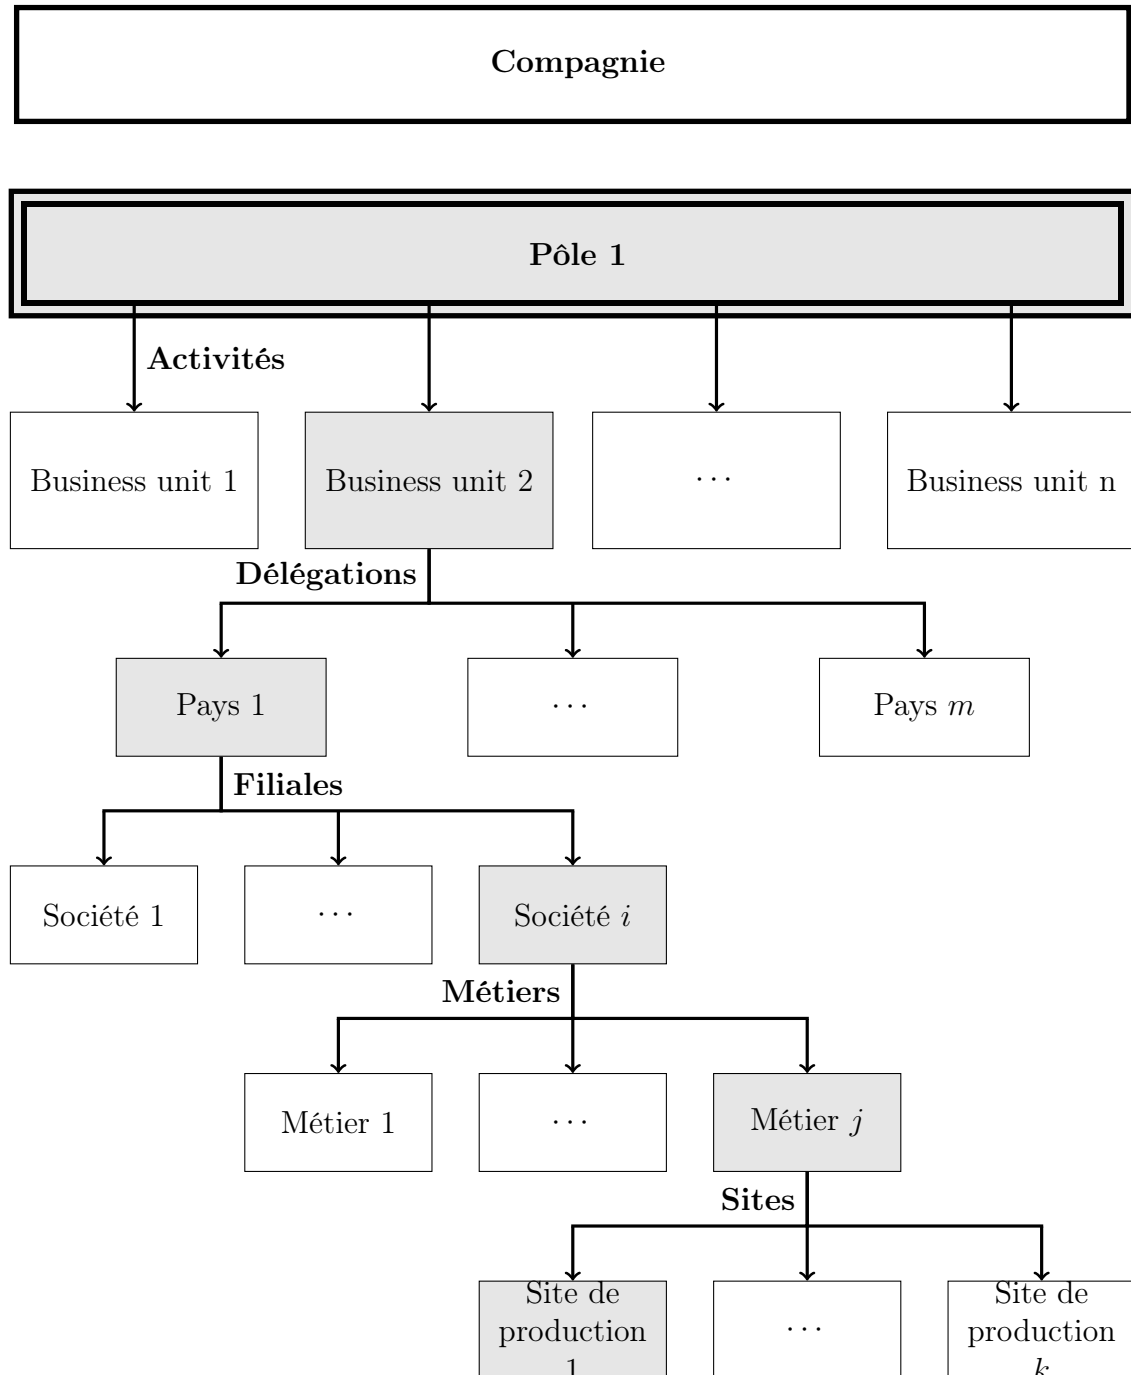 Compagnie
Pôle 1
Activités
Business unit 1
Business unit 2
···
Business unit n
Délégations
Pays 1
···
Pays m
Filiales
Société 1
···
Société i
Métiers
Métier 1
···
Métier j
Sites
Site de
production
1
···
Site de
production
k